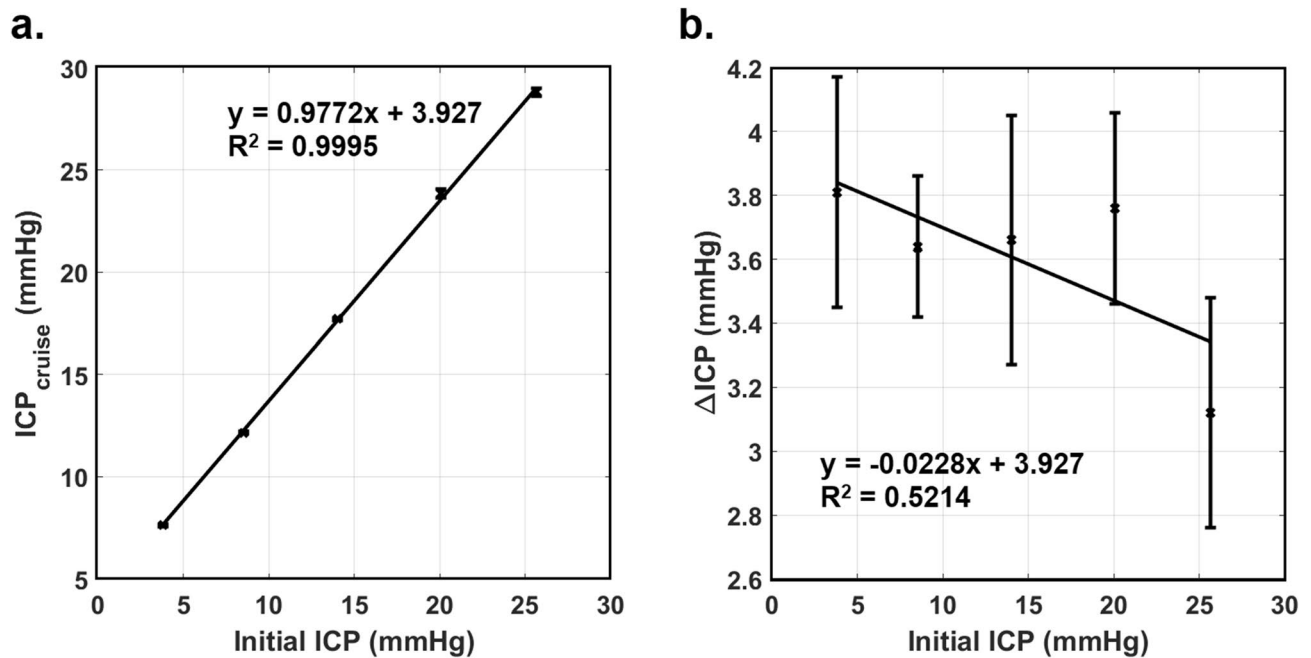 a.
30
25
20
15
10
5
ICP_cruise (mmHg)
y = 0.9772x + 3.927
R² = 0.9995
0 5 10 15 20 25 30
Initial ICP (mmHg)
b.
4.2
4
3.8
3.6
3.4
3.2
3
2.8
2.6
ΔICP (mmHg)
y = -0.0228x + 3.927
R² = 0.5214
0 5 10 15 20 25 30
Initial ICP (mmHg)